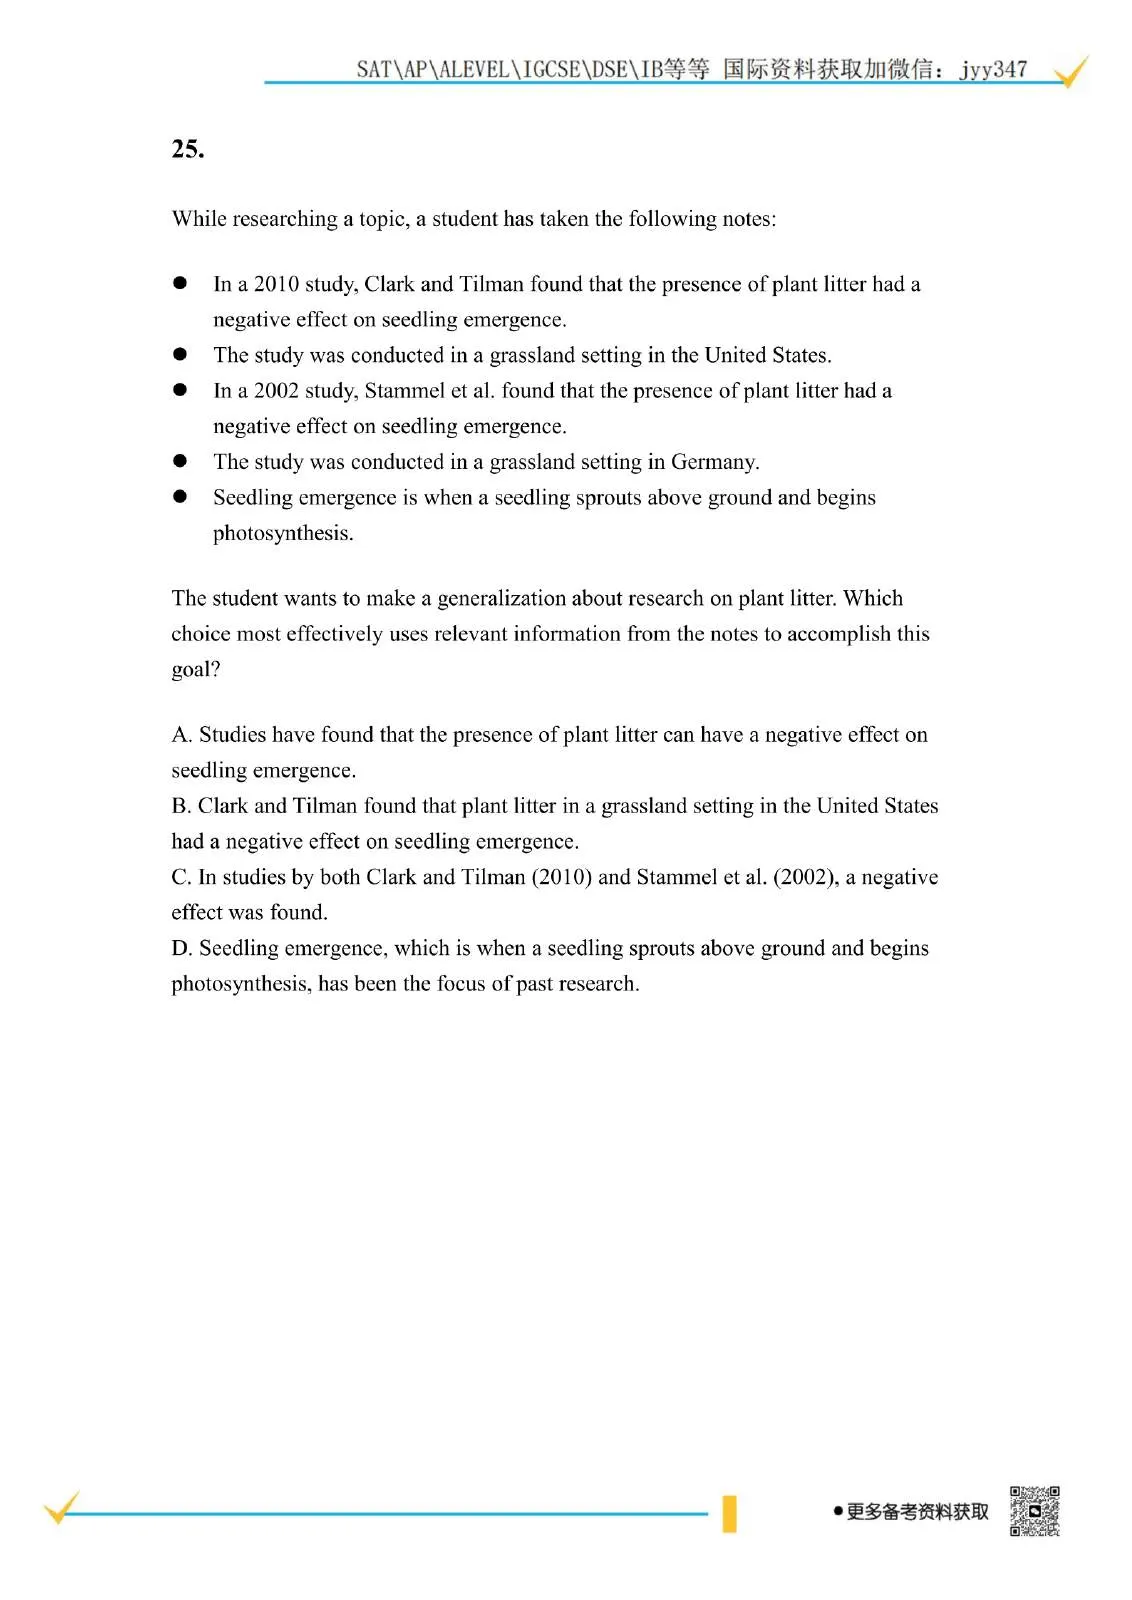 SAT\AP\ALEVEL\IGCSE\DSE\IB等等 国际资料获取加微信：jyy347
25.
While researching a topic, a student has taken the following notes:
● In a 2010 study, Clark and Tilman found that the presence of plant litter had a
negative effect on seedling emergence.
● The study was conducted in a grassland setting in the United States.
● In a 2002 study, Stammel et al. found that the presence of plant litter had a
negative effect on seedling emergence.
● The study was conducted in a grassland setting in Germany.
● Seedling emergence is when a seedling sprouts above ground and begins
photosynthesis.
The student wants to make a generalization about research on plant litter. Which
choice most effectively uses relevant information from the notes to accomplish this
goal?
A. Studies have found that the presence of plant litter can have a negative effect on
seedling emergence.
B. Clark and Tilman found that plant litter in a grassland setting in the United States
had a negative effect on seedling emergence.
C. In studies by both Clark and Tilman (2010) and Stammel et al. (2002), a negative
effect was found.
D. Seedling emergence, which is when a seedling sprouts above ground and begins
photosynthesis, has been the focus of past research.
●更多备考资料获取